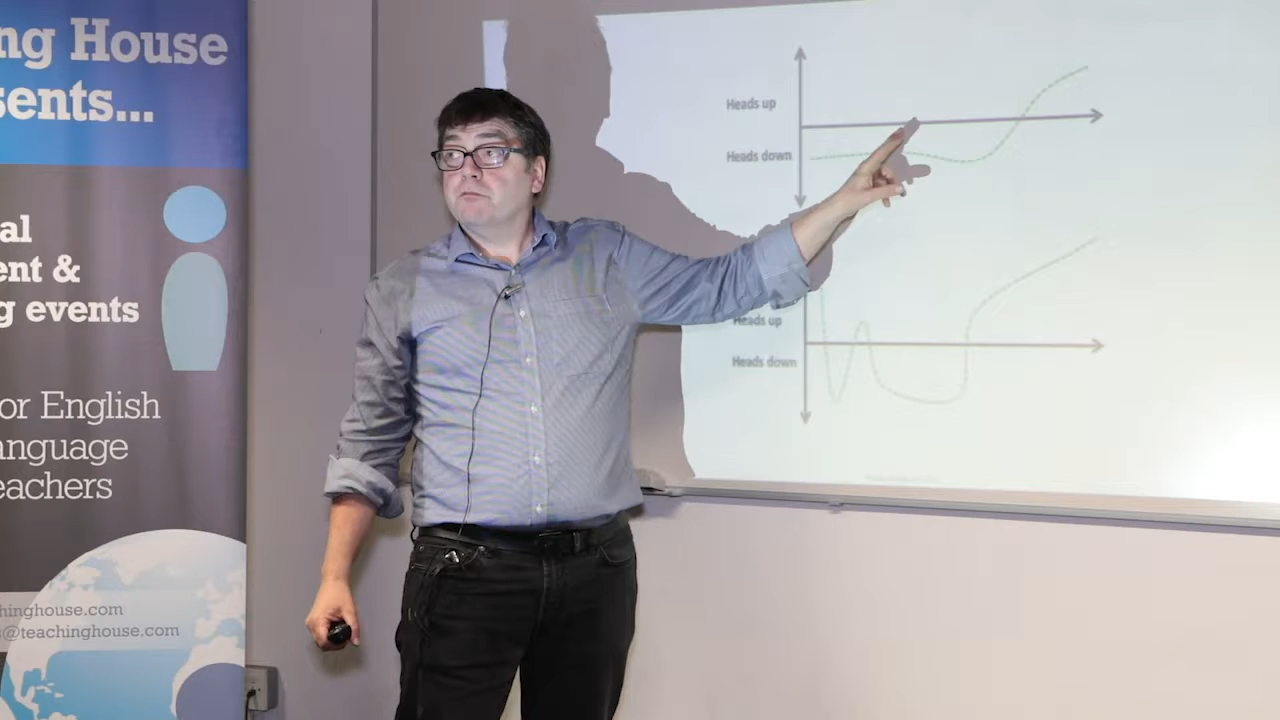 ng House
sents...
al
ent &
g events
or English
anguage
eachers
hinghouse.com
@teachinghouse.com
Heads up
Heads down
Heads up
Heads down